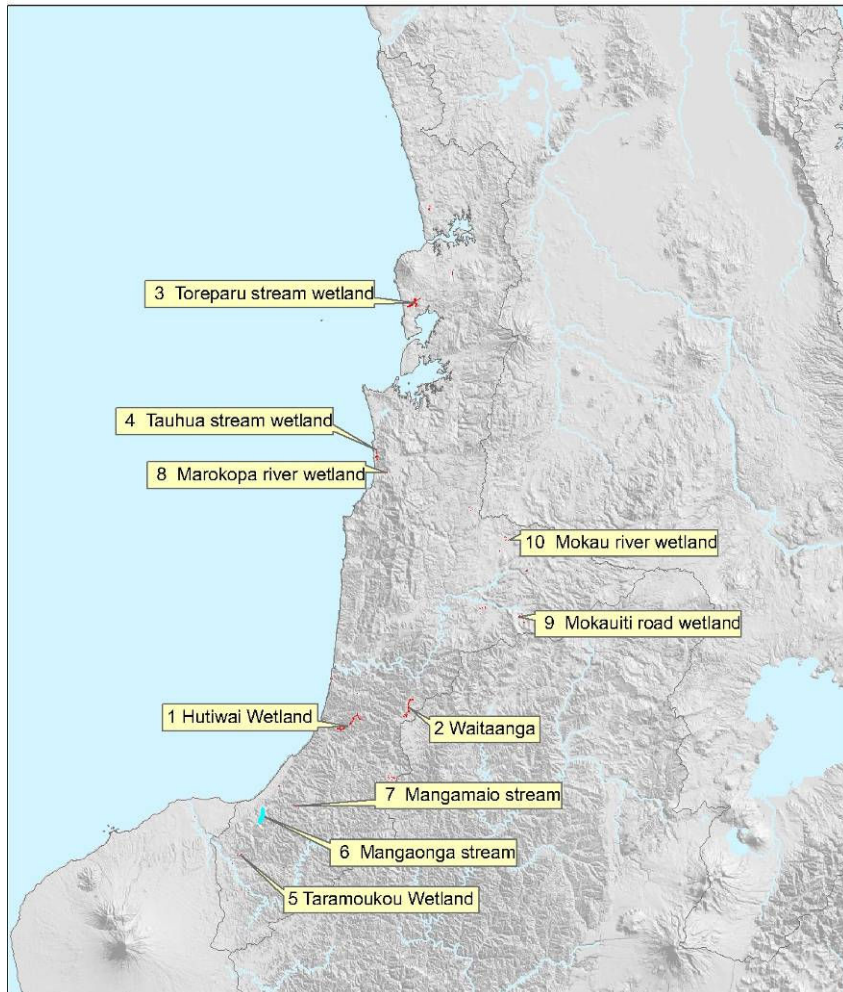 3 Toreparu stream wetland
4 Tauhua stream wetland
8 Marokopa river wetland
10 Mokau river wetland
9 Mokauiti road wetland
1 Hutiwai Wetland
2 Waitaanga
7 Mangamaio stream
6 Mangaonga stream
5 Taramoukou Wetland